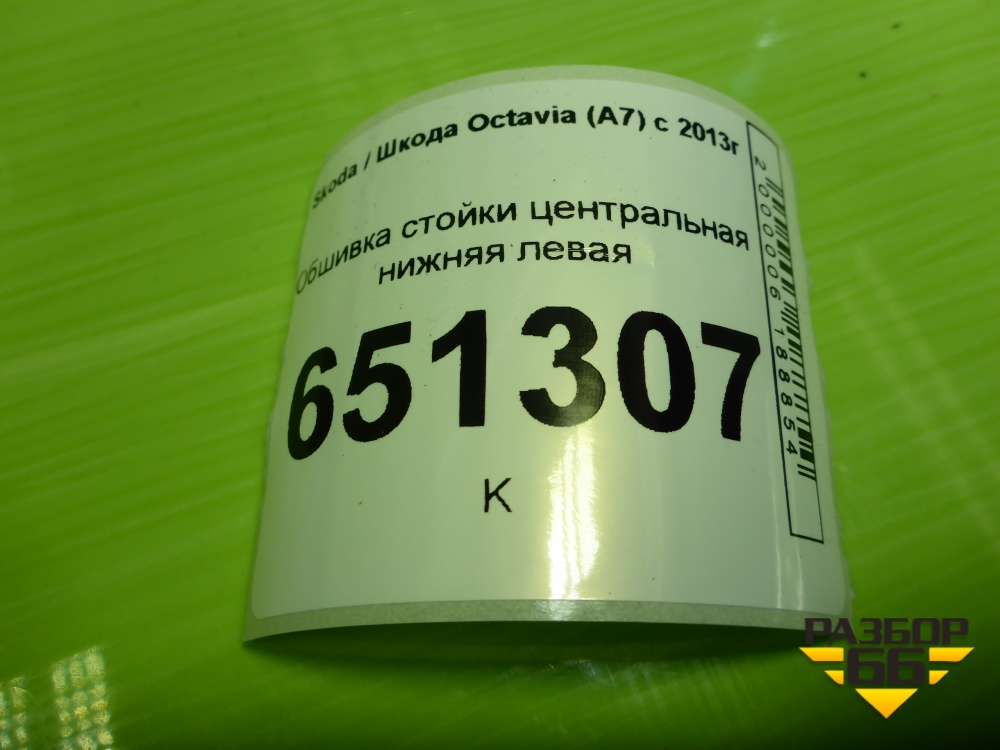 Skoda / Шкода Octavia (A7) с 2013г
Обшивка стойки центральная
нижняя левая
651307
К
2000006188854
РАЗБОР
66